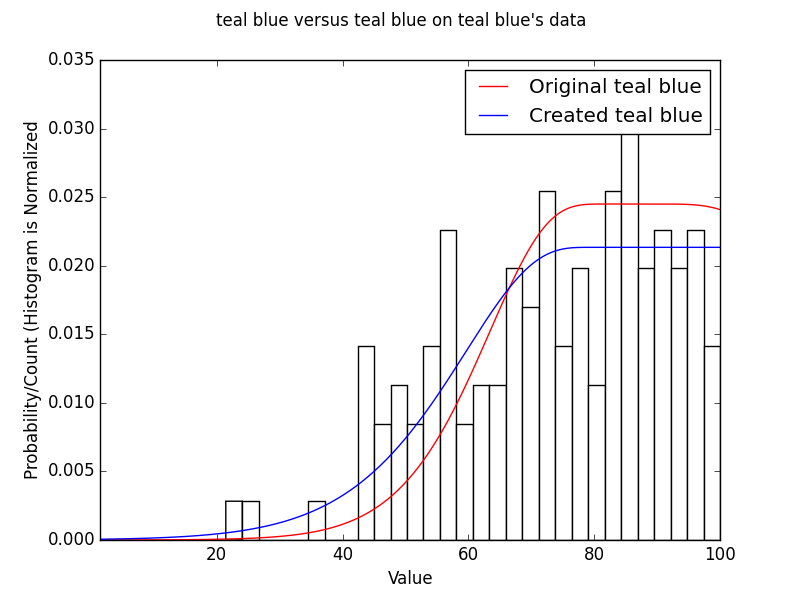 teal blue versus teal blue on teal blue's data
Probability/Count (Histogram is Normalized
0.035
0.030
0.025
0.020
0.015
0.010
0.005
0.000
Original teal blue
Created teal blue
20 40 60 80 100
Value